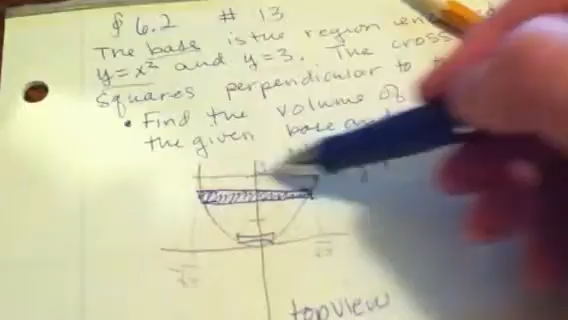 § 6.2 # 13
The base is the region
y=x² and y=3. The cross
squares perpendicular to
• Find the volume of
the given base and
√3
top view